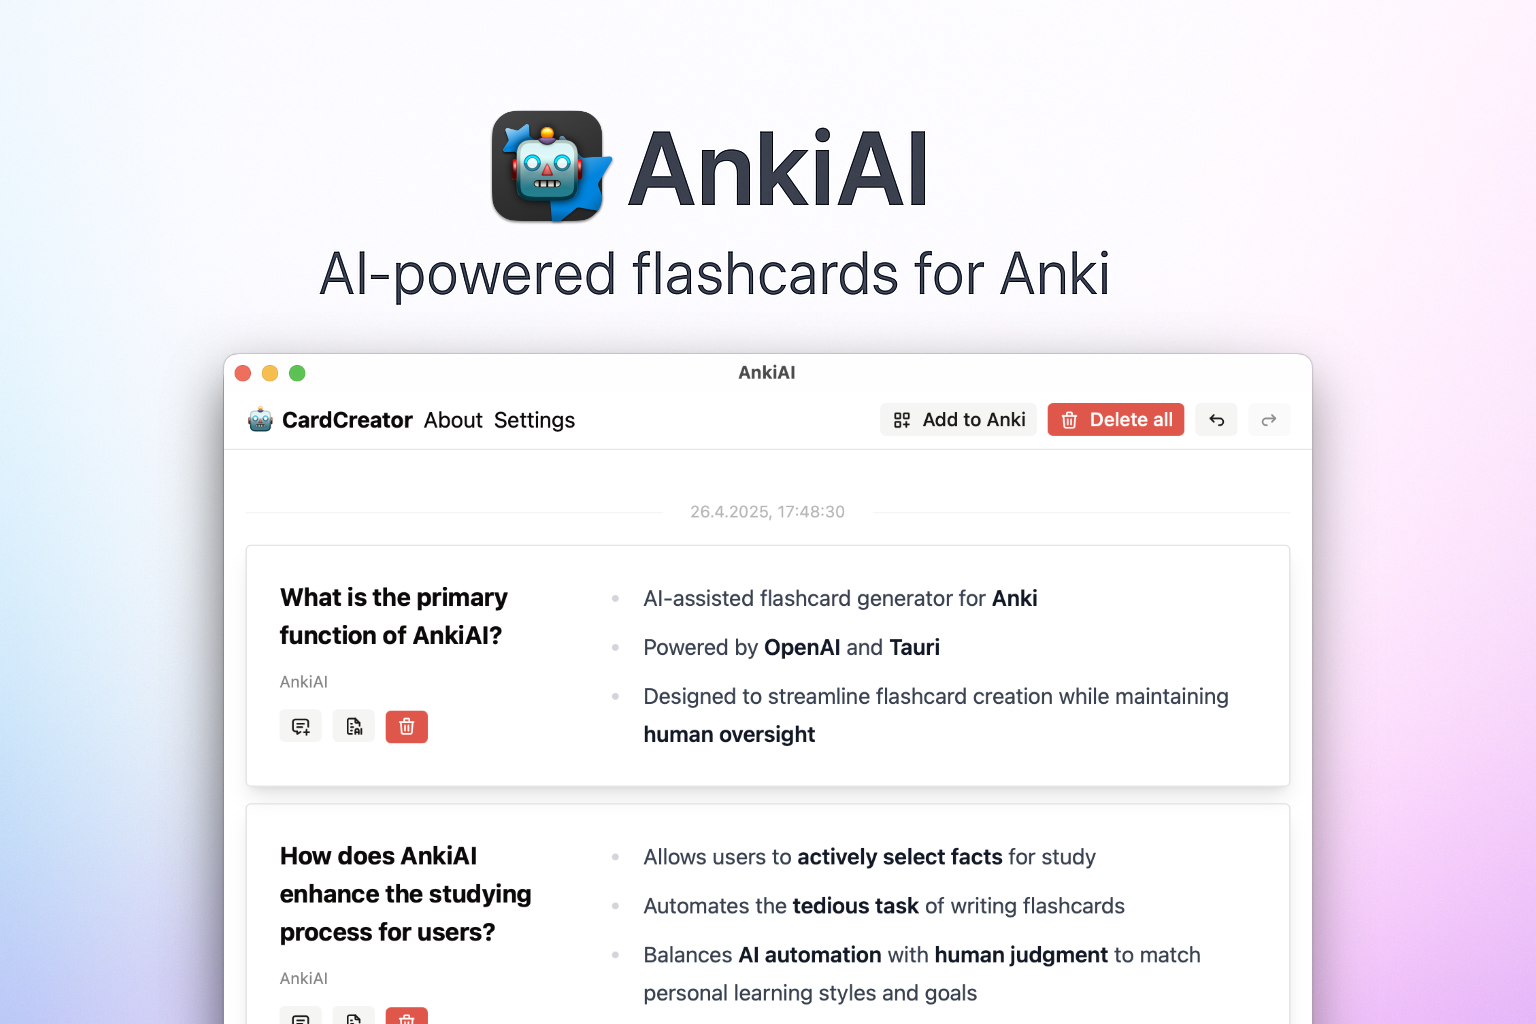 AnkiAI
AI-powered flashcards for Anki
AnkiAI
CardCreator About Settings
Add to Anki
Delete all
26.4.2025, 17:48:30
What is the primary
function of AnkiAI?
AnkiAI
AI
AI-assisted flashcard generator for Anki
Powered by OpenAI and Tauri
Designed to streamline flashcard creation while maintaining
human oversight
How does AnkiAI
enhance the studying
process for users?
AnkiAI
Allows users to actively select facts for study
Automates the tedious task of writing flashcards
Balances AI automation with human judgment to match
personal learning styles and goals